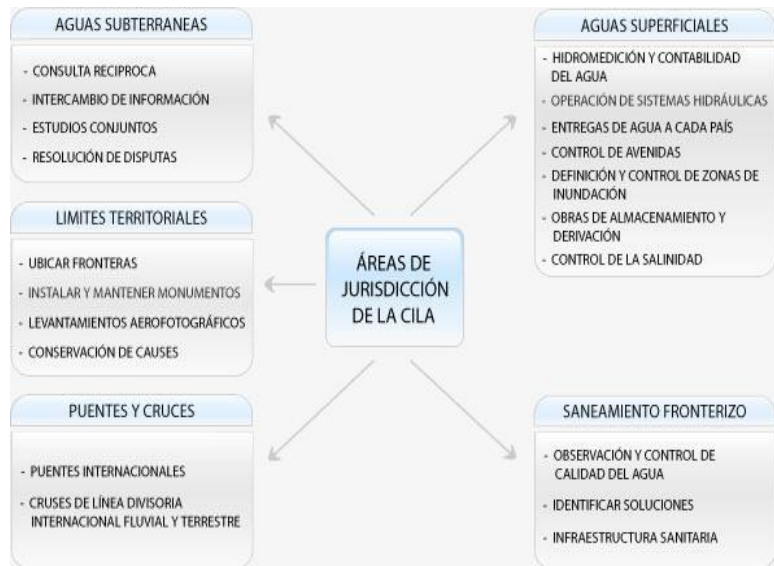 AGUAS SUBTERRANEAS
- CONSULTA RECIPROCA
- INTERCAMBIO DE INFORMACIÓN
- ESTUDIOS CONJUNTOS
- RESOLUCIÓN DE DISPUTAS
LIMITES TERRITORIALES
- UBICAR FRONTERAS
- INSTALAR Y MANTENER MONUMENTOS
- LEVANTAMIENTOS AEROFOTOGRÁFICOS
- CONSERVACIÓN DE CAUSES
PUENTES Y CRUCES
- PUENTES INTERNACIONALES
- CRUSES DE LÍNEA DIVISORIA
INTERNACIONAL FLUVIAL Y TERRESTRE
ÁREAS DE
JURISDICCIÓN
DE LA CILA
AGUAS SUPERFICIALES
- HIDROMEDICIÓN Y CONTABILIDAD
DEL AGUA
- OPERACIÓN DE SISTEMAS HIDRÁULICAS
- ENTREGAS DE AGUA A CADA PAÍS
- CONTROL DE AVENIDAS
- DEFINICIÓN Y CONTROL DE ZONAS DE
INUNDACIÓN
- OBRAS DE ALMACENAMIENTO Y
DERIVACIÓN
- CONTROL DE LA SALINIDAD
SANEAMIENTO FRONTERIZO
- OBSERVACIÓN Y CONTROL DE
CALIDAD DEL AGUA
- IDENTIFICAR SOLUCIONES
- INFRAESTRUCTURA SANITARIA